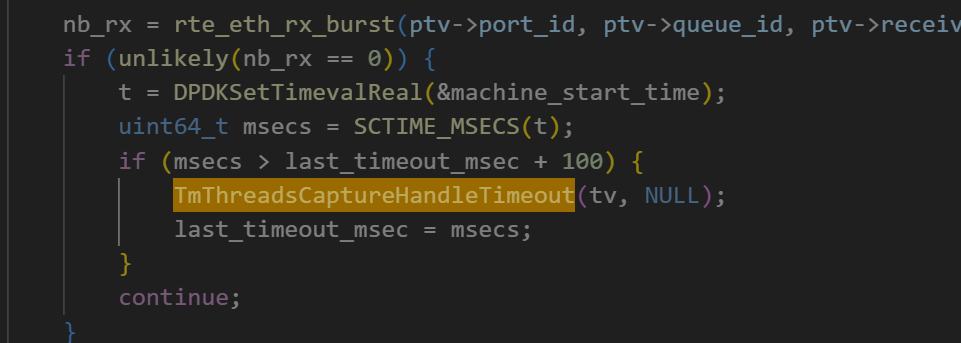 nb_rx = rte_eth_rx_burst(ptv->port_id, ptv->queue_id, ptv->receiv
if (unlikely(nb_rx == 0)) {
t = DPDKSetTimevalReal(&machine_start_time);
uint64_t msecs = SCTIME_MSECS(t);
if (msecs > last_timeout_msec + 100) {
TmThreadsCaptureHandleTimeout(tv, NULL);
last_timeout_msec = msecs;
}
continue;
}